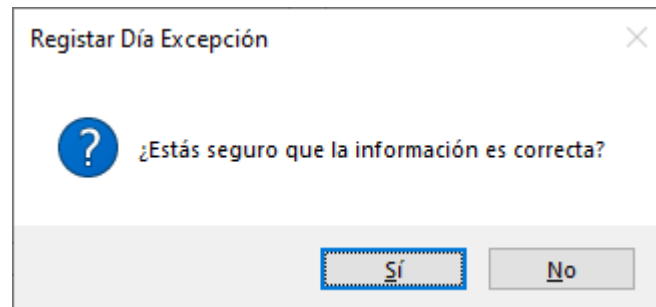 Registar Día Excepción
?
¿Estás seguro que la información es correcta?
Sí
No